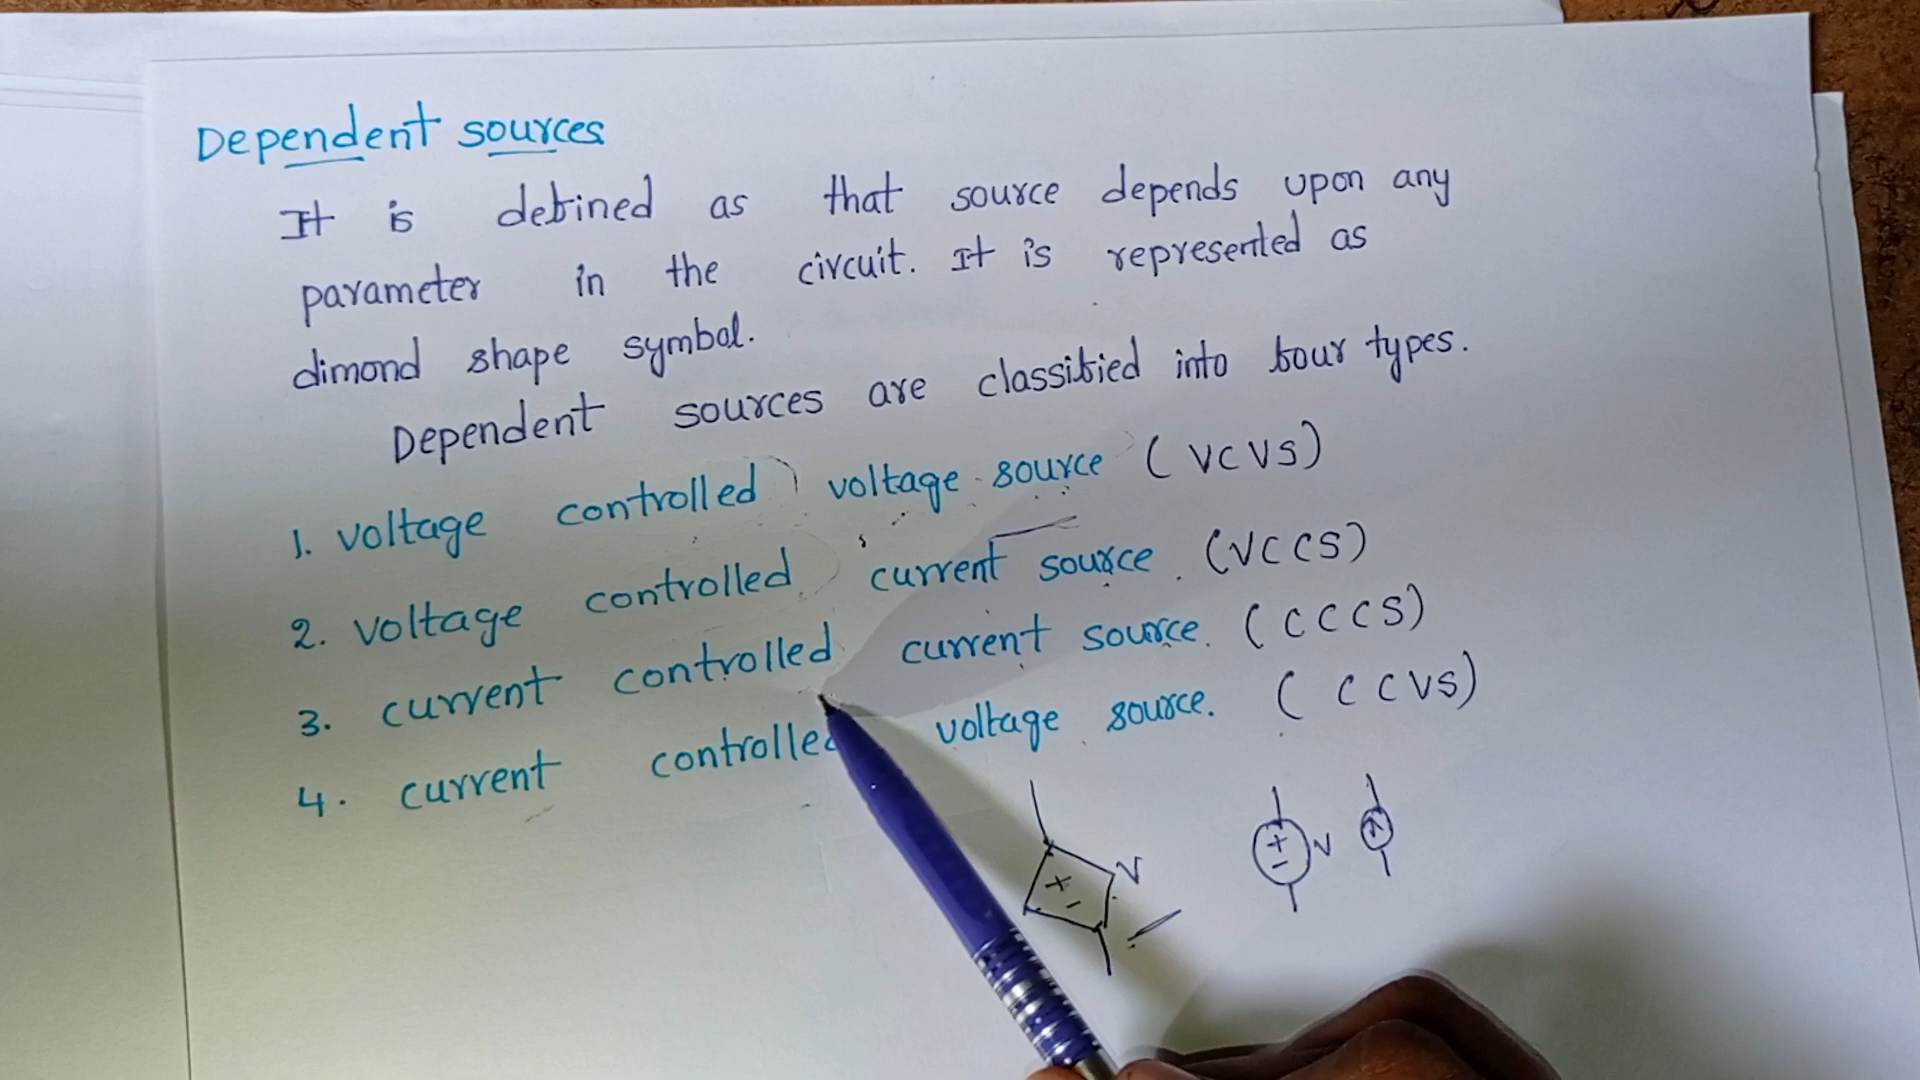 Dependent sources
It is defined as that source depends upon any
parameter in the circuit. It is represented as
dimond shape symbol.
Dependent sources are classified into four types.
1. voltage controlled voltage source (VCVS)
2. voltage controlled current source. (VCCS)
3. current controlled current source. (CCCS)
4. current controlled voltage source. (CCVS)
+ - V
+ - V